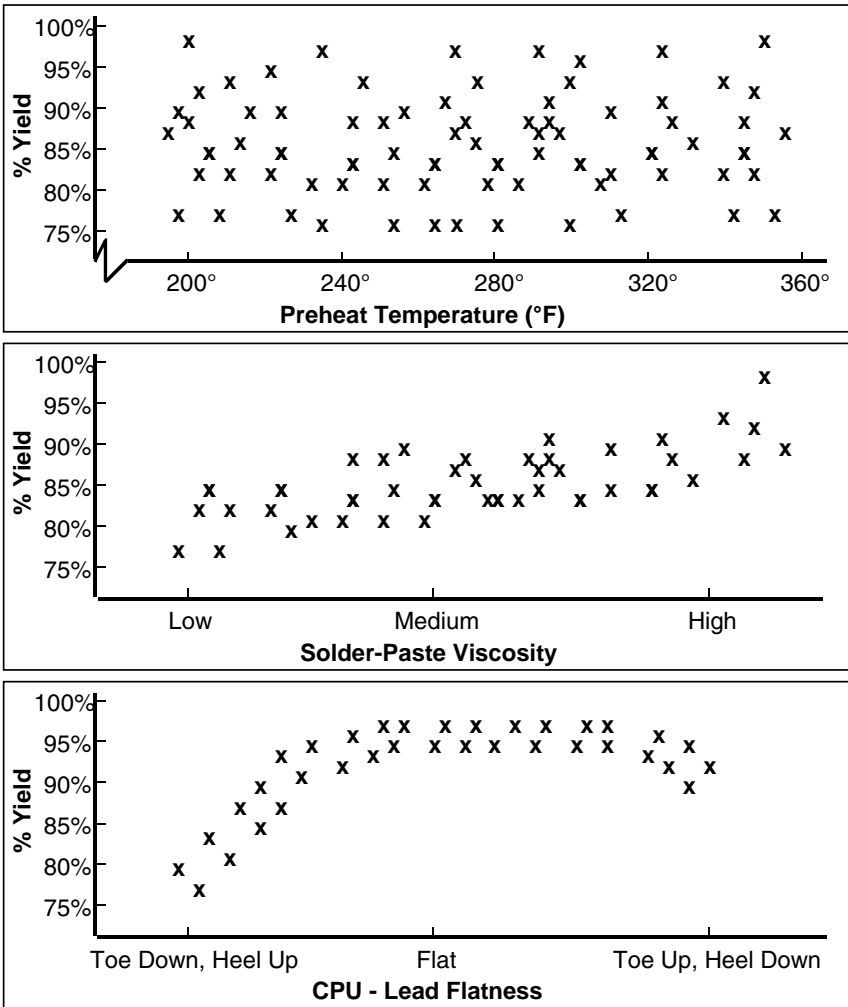 100%
95%
90%
85%
80%
75%
% Yield
200° 240° 280° 320° 360°
Preheat Temperature (°F)
100%
95%
90%
85%
80%
75%
% Yield
Low Medium High
Solder-Paste Viscosity
100%
95%
90%
85%
80%
75%
% Yield
Toe Down, Heel Up Flat Toe Up, Heel Down
CPU - Lead Flatness